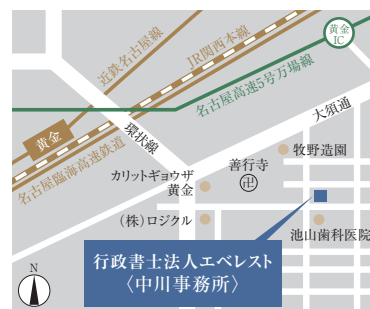 近鉄名古屋線
JR関西本線
黄金
IC
名古屋高速5号万場線
大須通
黄金
環状線
名古屋臨海高速鉄道
牧野造園
善行寺
卍
カリットギョウザ
黄金
(株)ロジクル
池山歯科医院
行政書士法人エベレスト
〈中川事務所〉
N